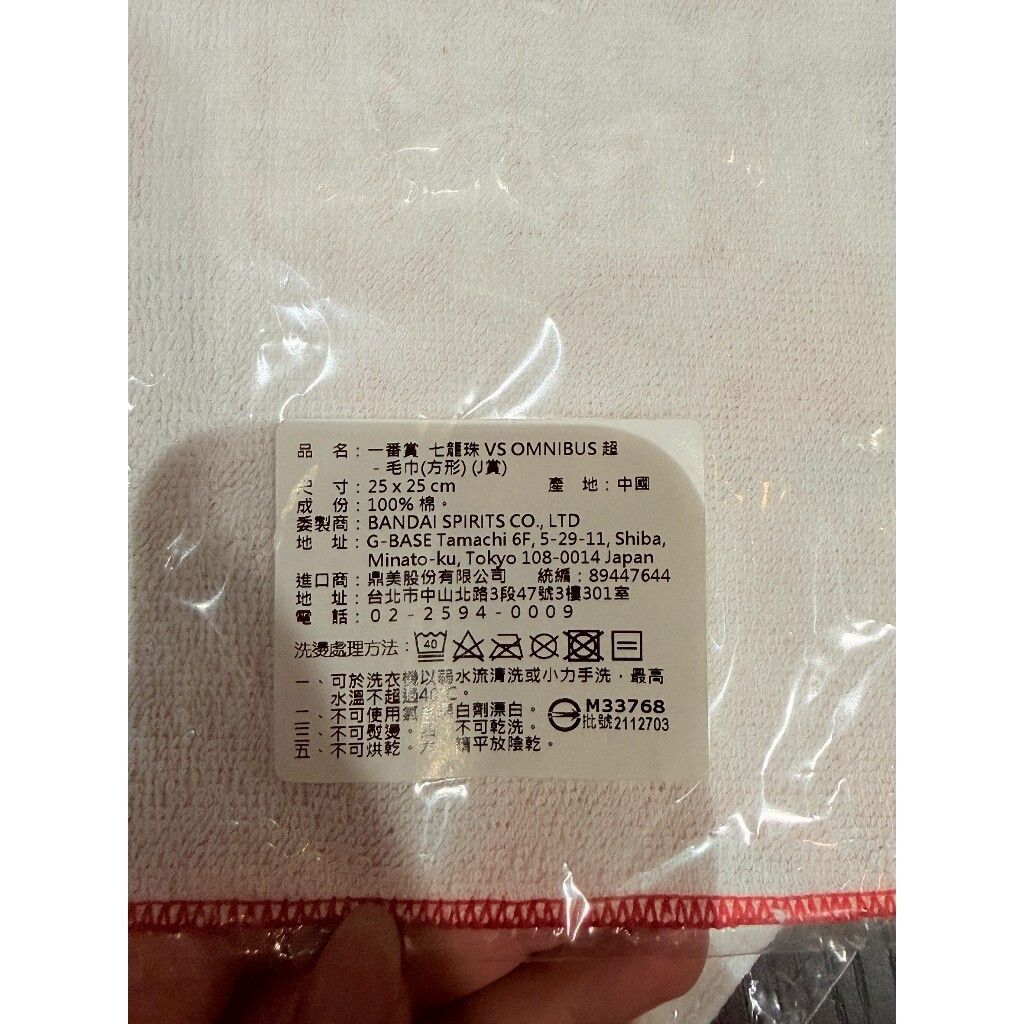 品 名：一番賞 七龍珠 VS OMNIBUS 超
- 毛巾(方形) (J賞)
尺 寸：25 x 25 cm 產 地：中國
成 份：100% 棉。
委製商：BANDAI SPIRITS CO., LTD
地 址：G-BASE Tamachi 6F, 5-29-11, Shiba,
Minato-ku, Tokyo 108-0014 Japan
進口商：鼎美股份有限公司 統編：89447644
地 址：台北市中山北路3段47號3樓301室
電 話：02-2594-0009
洗燙處理方法：40
一、可於洗衣機以弱水流清洗或小力手洗，最高
水溫不超過40°C。
二、不可使用氯 白劑漂白。
M33768
三、不可熨燙。 不可乾洗。
批號2112703
五、不可烘乾。 平放陰乾。